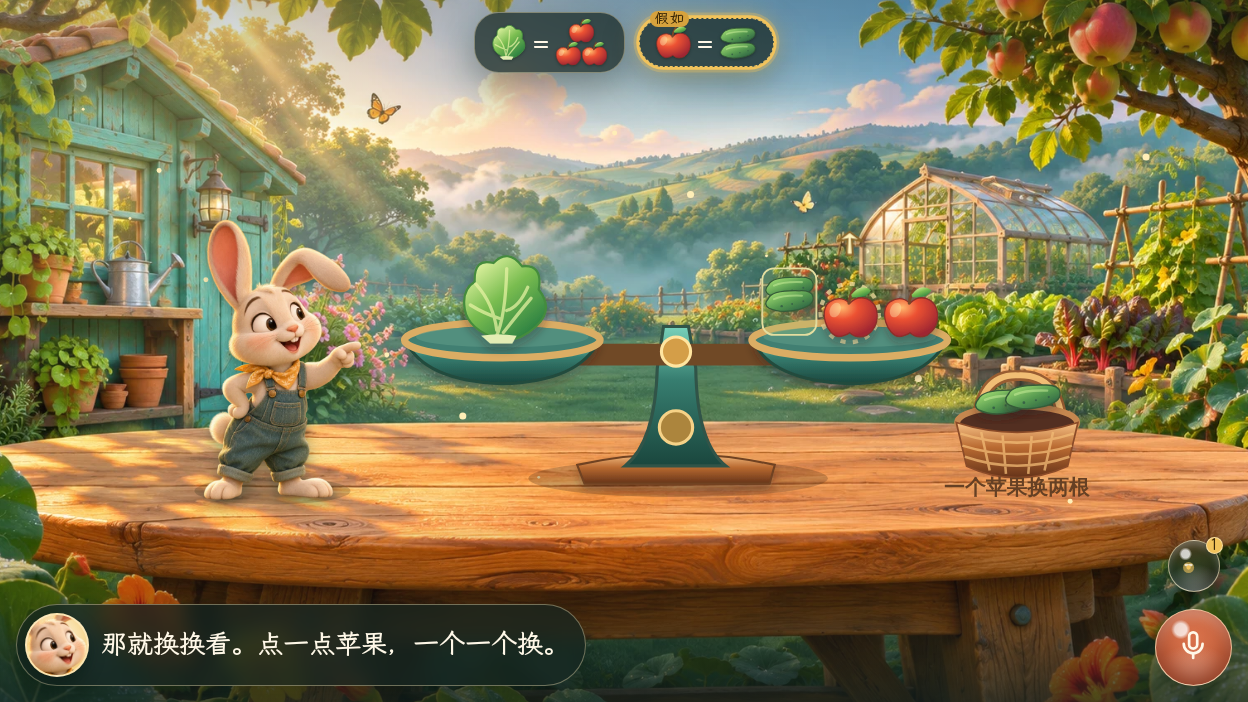 假如
=
=
一个苹果换两根
1
那就换换看。点一点苹果，一个一个换。